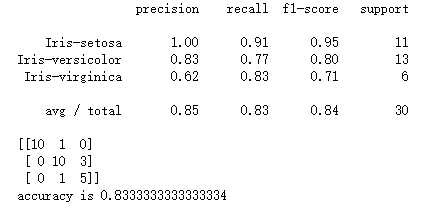 precision recall f1-score support
Iris-setosa 1.00 0.91 0.95 11
Iris-versicolor 0.83 0.77 0.80 13
Iris-virginica 0.62 0.83 0.71 6
avg / total 0.85 0.83 0.84 30
[[10 1 0]
[ 0 10 3]
[ 0 1 5]]
accuracy is 0.8333333333333334